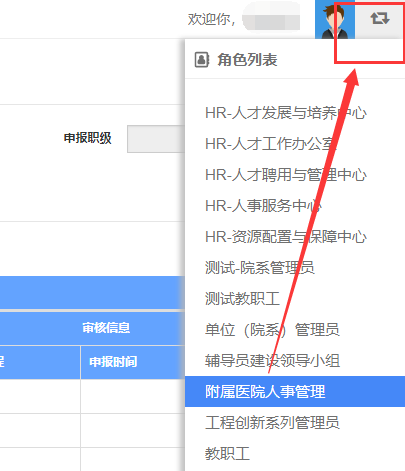 欢迎你，
角色列表
HR-人才发展与培养中心
申报职级
HR-人才工作办公室
HR-人才聘用与管理中心
HR-人事服务中心
HR-资源配置与保障中心
测试-院系管理员
测试教职工
单位（院系）管理员
审核信息
辅导员建设领导小组
程
申报时间
附属医院人事管理
工程创新系列管理员
教职工